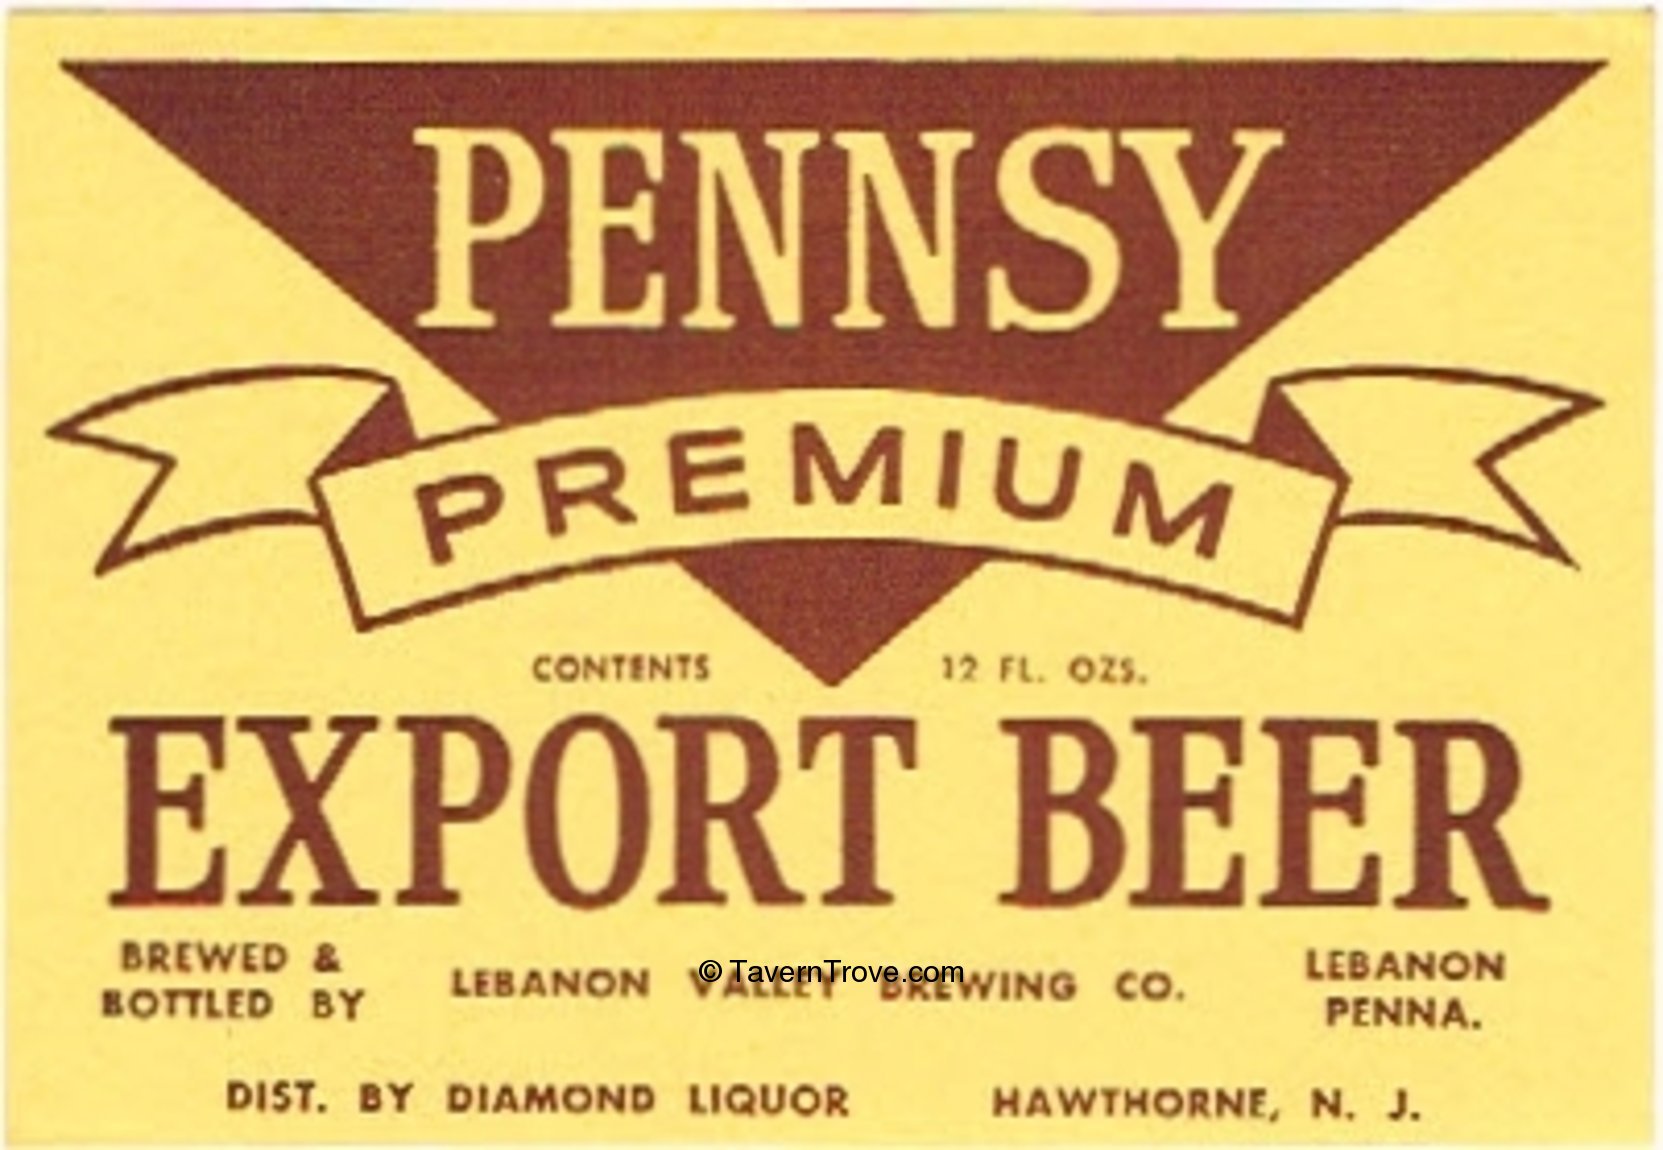 PENNSY
PREMIUM
CONTENTS 12 FL. OZS.
EXPORT BEER
BREWED &
BOTTLED BY
LEBANON VALLEY BREWING CO.
LEBANON
PENNA.
© TavernTrove.com
DIST. BY DIAMOND LIQUOR HAWTHORNE, N. J.